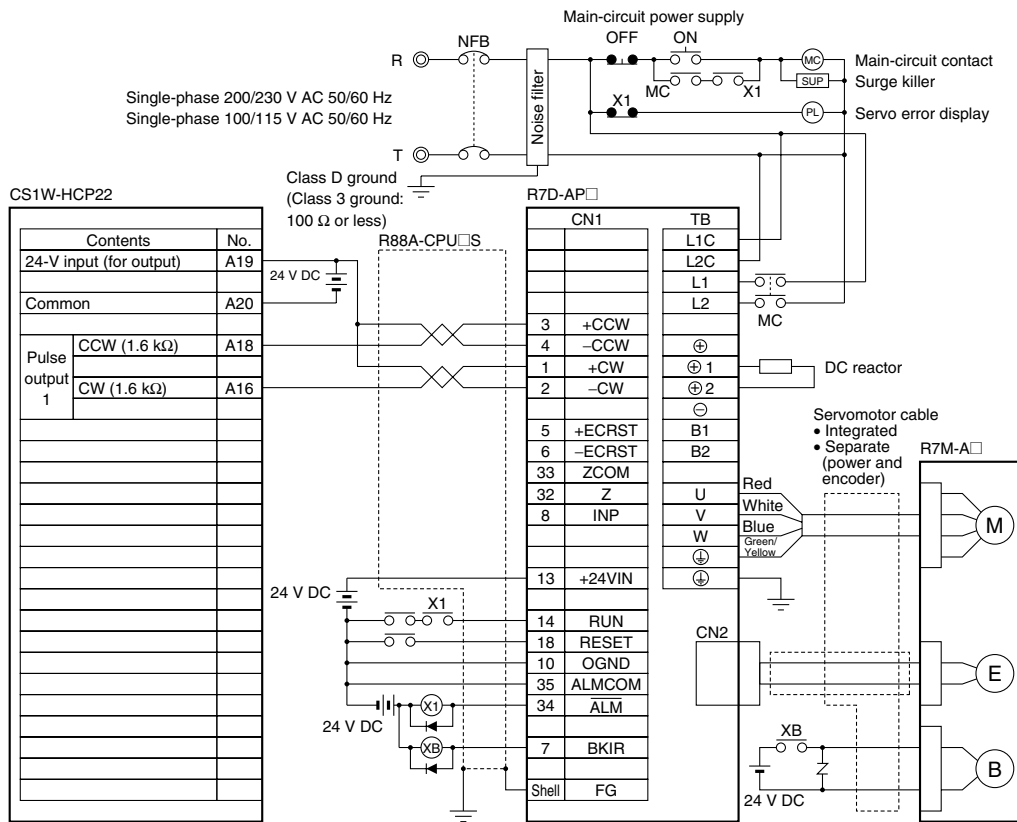 Main-circuit power supply
NFB
OFF
ON
R
MC
Main-circuit contact
SUP
Surge killer
MC
X1
Single-phase 200/230 V AC 50/60 Hz
Single-phase 100/115 V AC 50/60 Hz
Noise filter
X1
PL
Servo error display
T
Class D ground
(Class 3 ground:
100 Ω or less)
CS1W-HCP22
R7D-AP□
R88A-CPU□S
CN1
TB
Contents
No.
L1C
24-V input (for output)
A19
24 V DC
L2C
L1
Common
A20
L2
MC
3
+CCW
Pulse
output
1
CCW (1.6 kΩ)
A18
4
−CCW
⊕
1
+CW
⊕ 1
DC reactor
CW (1.6 kΩ)
A16
2
−CW
⊕ 2
⊖
5
+ECRST
B1
6
−ECRST
B2
33
ZCOM
32
Z
U
8
INP
V
W
Servomotor cable
• Integrated
• Separate
(power and
encoder)
R7M-A□
Red
White
Blue
Green/
Yellow
M
13
+24VIN
24 V DC
X1
14
RUN
18
RESET
10
OGND
35
ALMCOM
34
ALM
24 V DC
X1
XB
7
BKIR
Shell
FG
CN2
E
XB
24 V DC
B